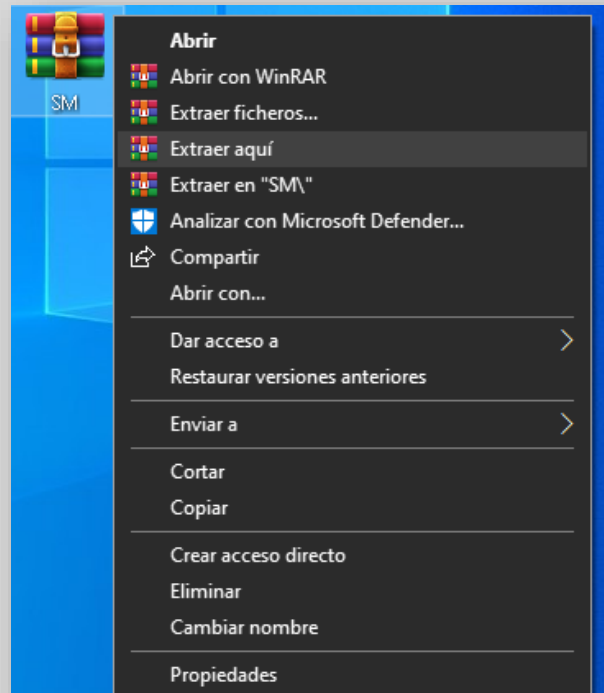 SM
Abrir
Abrir con WinRAR
Extraer ficheros...
Extraer aquí
Extraer en "SM\"
Analizar con Microsoft Defender...
Compartir
Abrir con...
Dar acceso a
Restaurar versiones anteriores
Enviar a
Cortar
Copiar
Crear acceso directo
Eliminar
Cambiar nombre
Propiedades